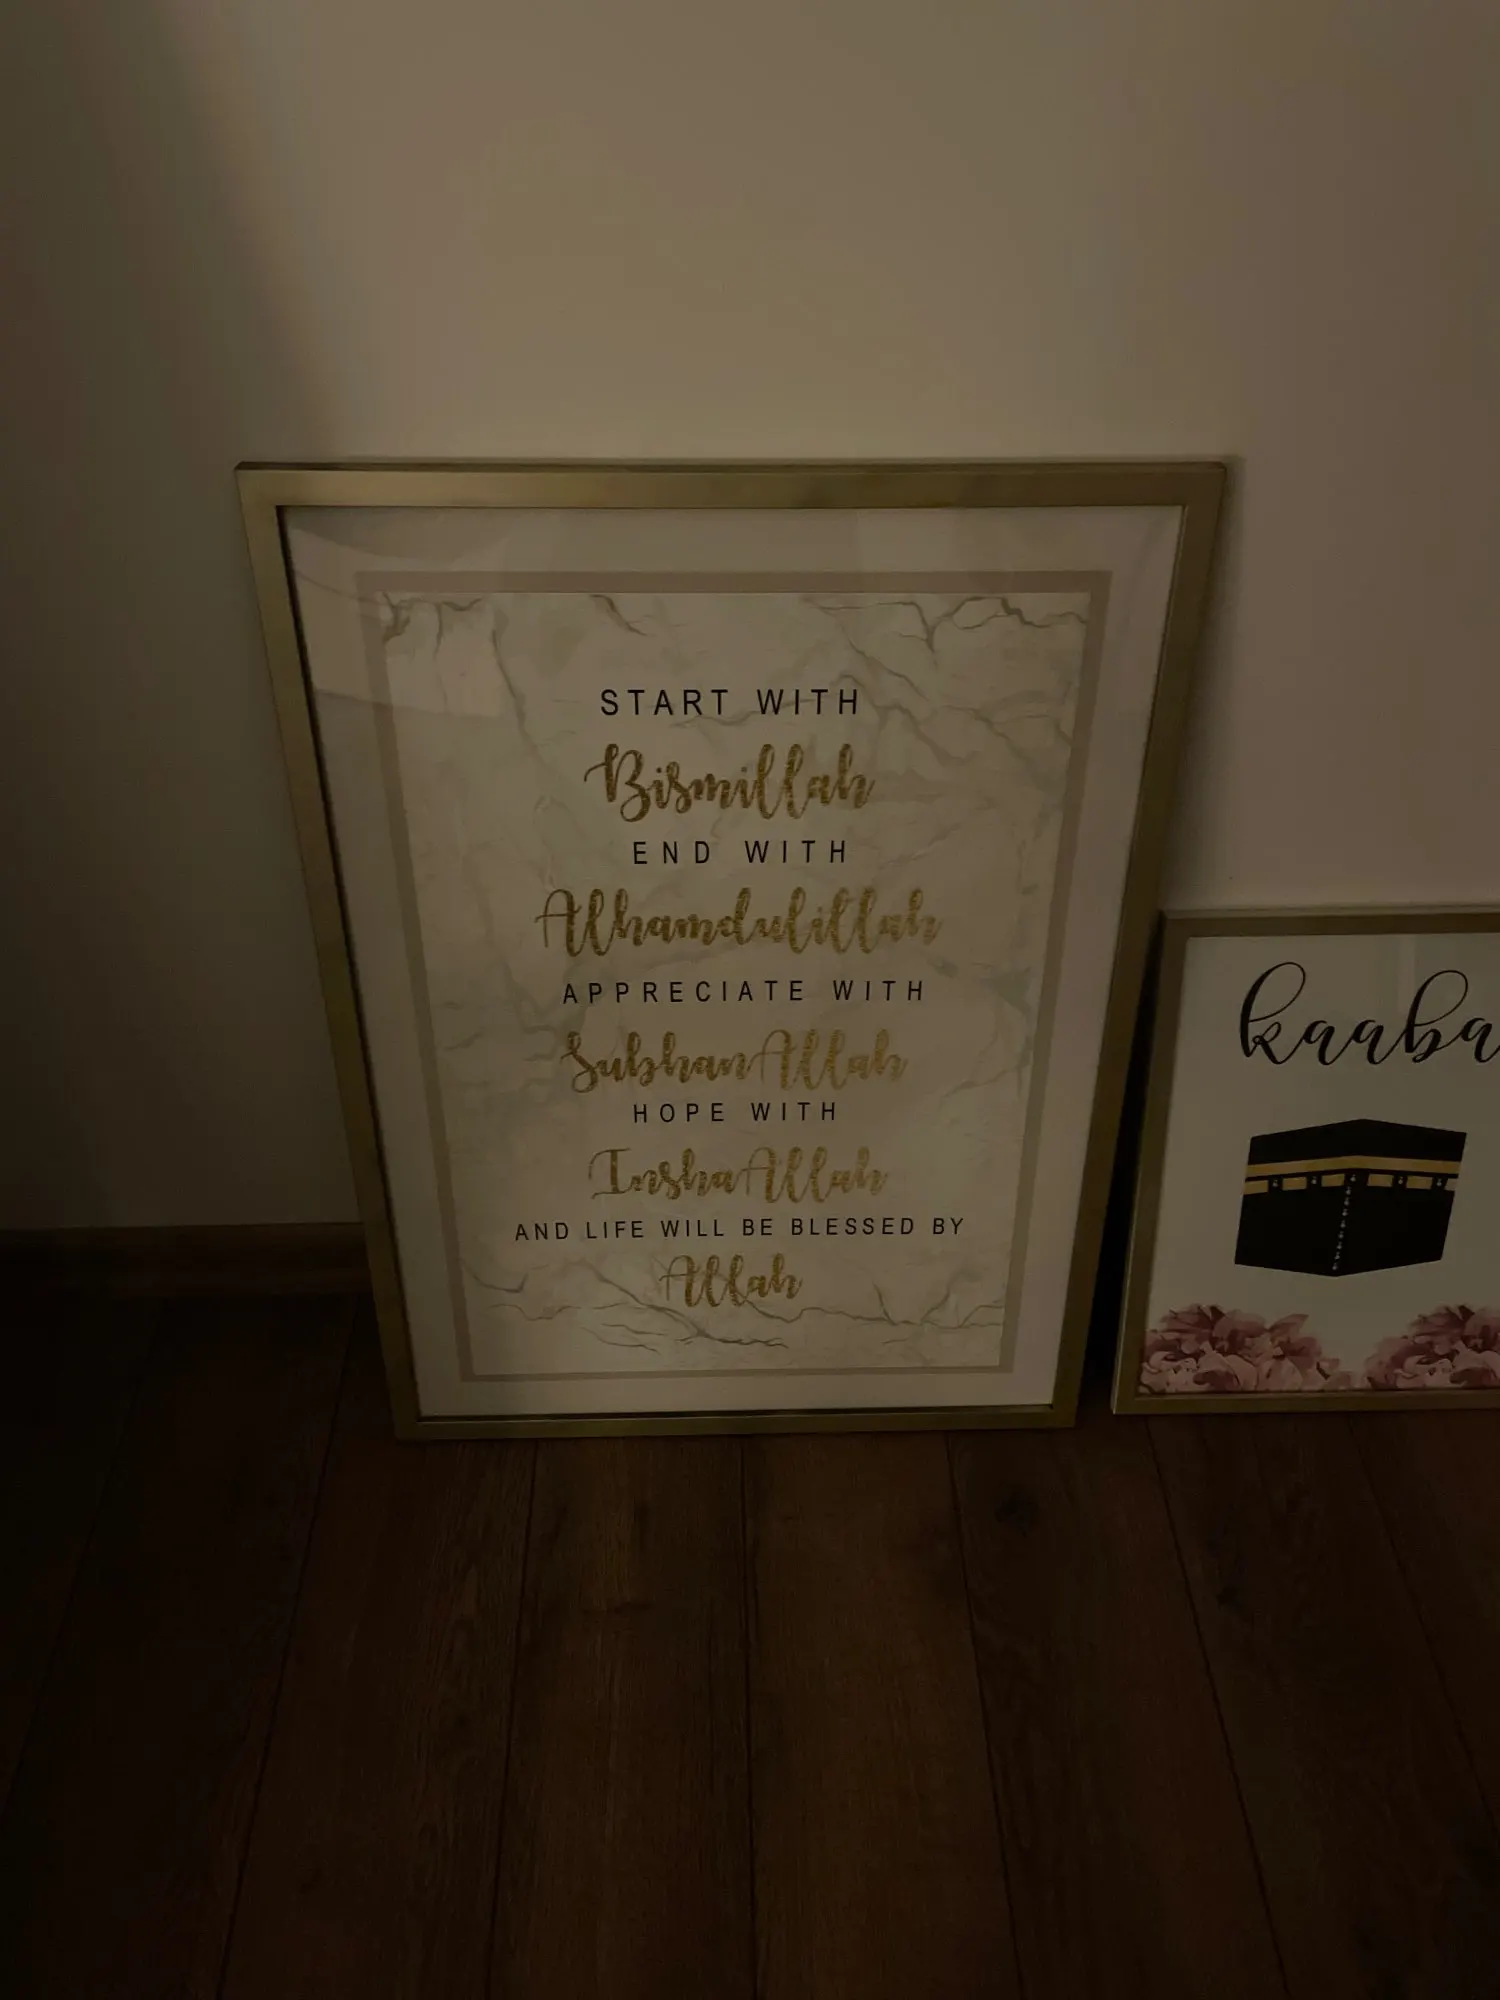 START WITH
Bismillah
END WITH
Alhamdulillah
APPRECIATE WITH
SubhanAllah
HOPE WITH
InshaAllah
AND LIFE WILL BE BLESSED BY
Allah
kaaba